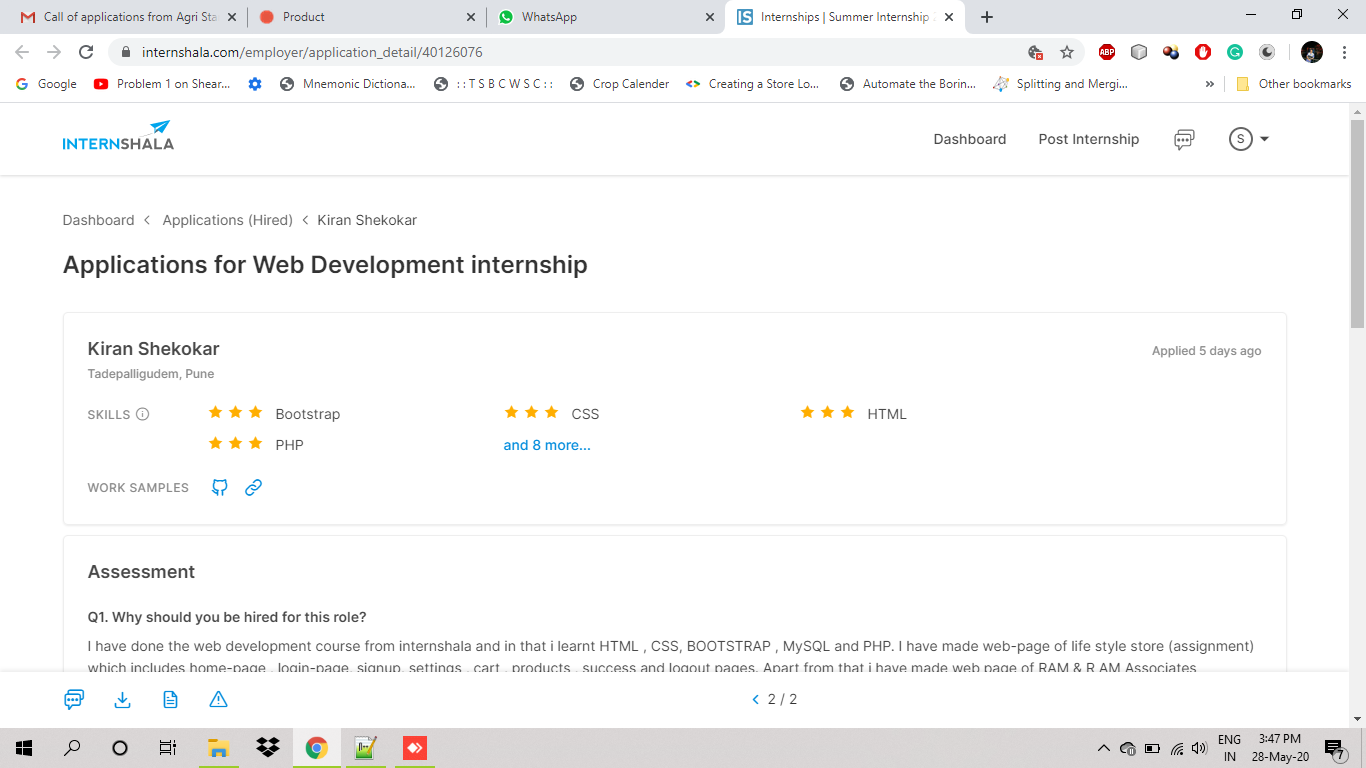 Call of applications from Agri Sta
Product
WhatsApp
Internships | Summer Internship
internshala.com/employer/application_detail/40126076
ABP
Google
Problem 1 on Shear...
Mnemonic Dictiona...
: : T S B C W S C : :
Crop Calender
Creating a Store Lo...
Automate the Borin...
Splitting and Mergi...
»
Other bookmarks
INTERNSHALA
Dashboard
Post Internship
S
Dashboard
Applications (Hired)
Kiran Shekokar
Applications for Web Development internship
Kiran Shekokar
Applied 5 days ago
Tadepalligudem, Pune
SKILLS
Bootstrap
CSS
HTML
PHP
and 8 more...
WORK SAMPLES
Assessment
Q1. Why should you be hired for this role?
I have done the web development course from internshala and in that i learnt HTML , CSS, BOOTSTRAP , MySQL and PHP. I have made web-page of life style store (assignment)
which includes home-page , login-page, signup, settings , cart , products , success and logout pages. Apart from that i have made web page of RAM & R AM Associates
2 / 2
ENG
IN
3:47 PM
28-May-20
7